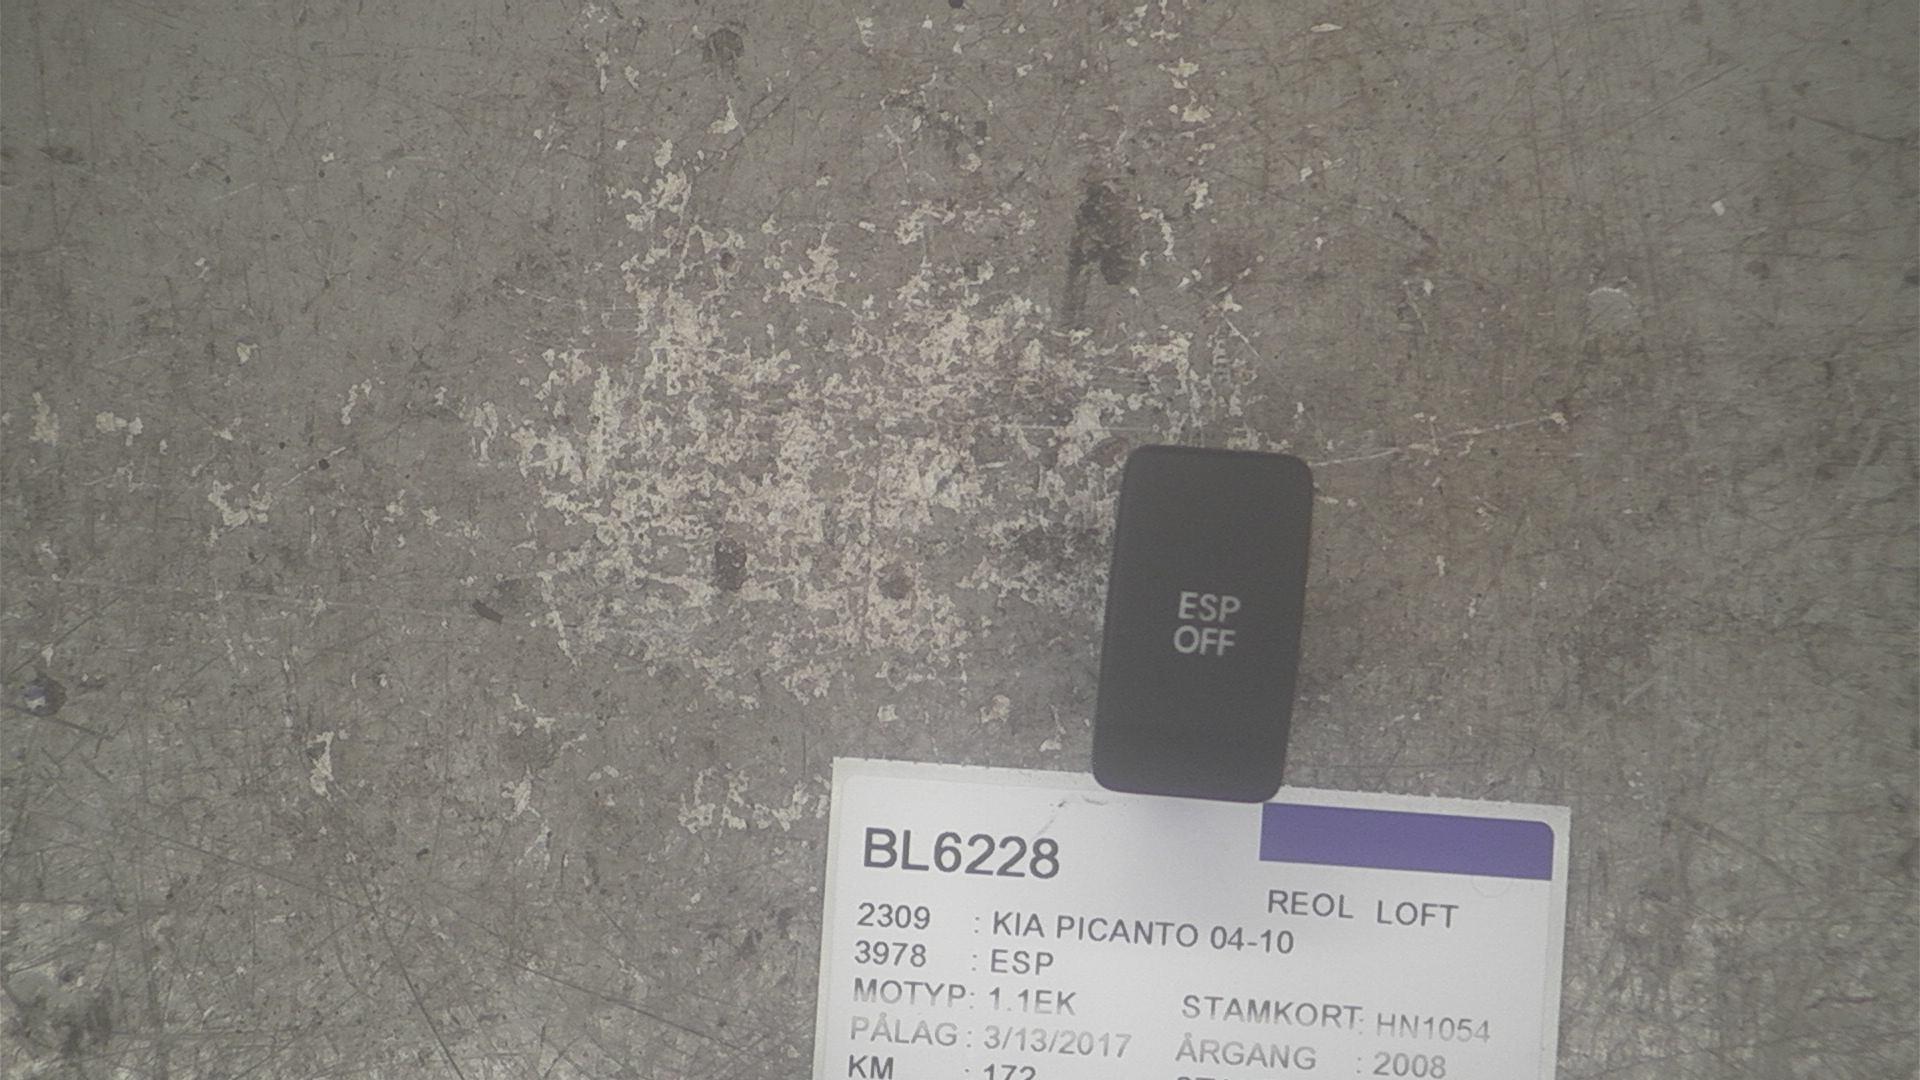 ESP
OFF
BL6228
REOL LOFT
2309 : KIA PICANTO 04-10
3978 : ESP
MOTYP: 1.1EK STAMKORT: HN1054
PÅLAG: 3/13/2017 ÅRGANG : 2008
KM : 172